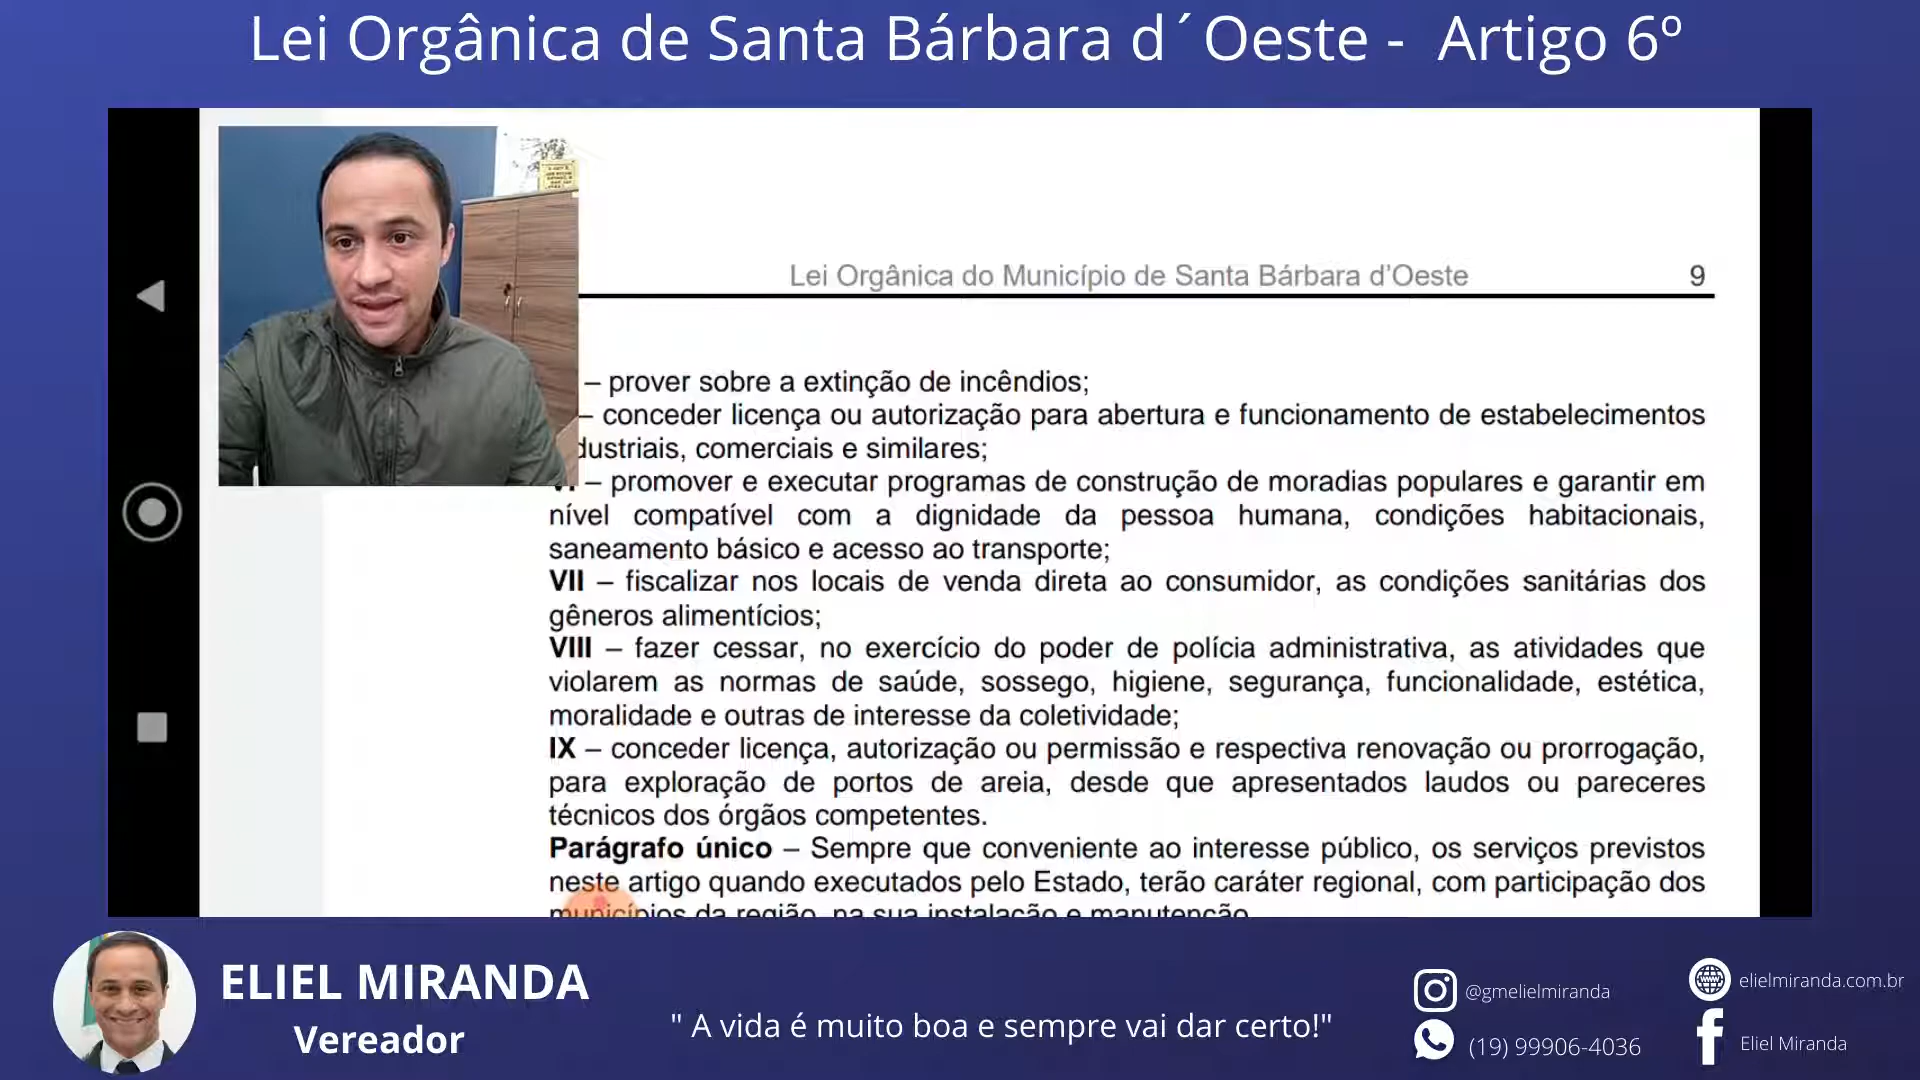 Lei Orgânica de Santa Bárbara d´Oeste - Artigo 6º
Lei Orgânica do Município de Santa Bárbara d'Oeste 9
– prover sobre a extinção de incêndios;
– conceder licença ou autorização para abertura e funcionamento de estabelecimentos
dustriais, comerciais e similares;
– promover e executar programas de construção de moradias populares e garantir em
nível compatível com a dignidade da pessoa humana, condições habitacionais,
saneamento básico e acesso ao transporte;
VII – fiscalizar nos locais de venda direta ao consumidor, as condições sanitárias dos
gêneros alimentícios;
VIII – fazer cessar, no exercício do poder de polícia administrativa, as atividades que
violarem as normas de saúde, sossego, higiene, segurança, funcionalidade, estética,
moralidade e outras de interesse da coletividade;
IX – conceder licença, autorização ou permissão e respectiva renovação ou prorrogação,
para exploração de portos de areia, desde que apresentados laudos ou pareceres
técnicos dos órgãos competentes.
Parágrafo único – Sempre que conveniente ao interesse público, os serviços previstos
neste artigo quando executados pelo Estado, terão caráter regional, com participação dos
municípios da região, na sua instalação e manutenção
ELIEL MIRANDA
Vereador
" A vida é muito boa e sempre vai dar certo!"
@gmelielmiranda
(19) 99906-4036
elielmiranda.com.br
Eliel Miranda